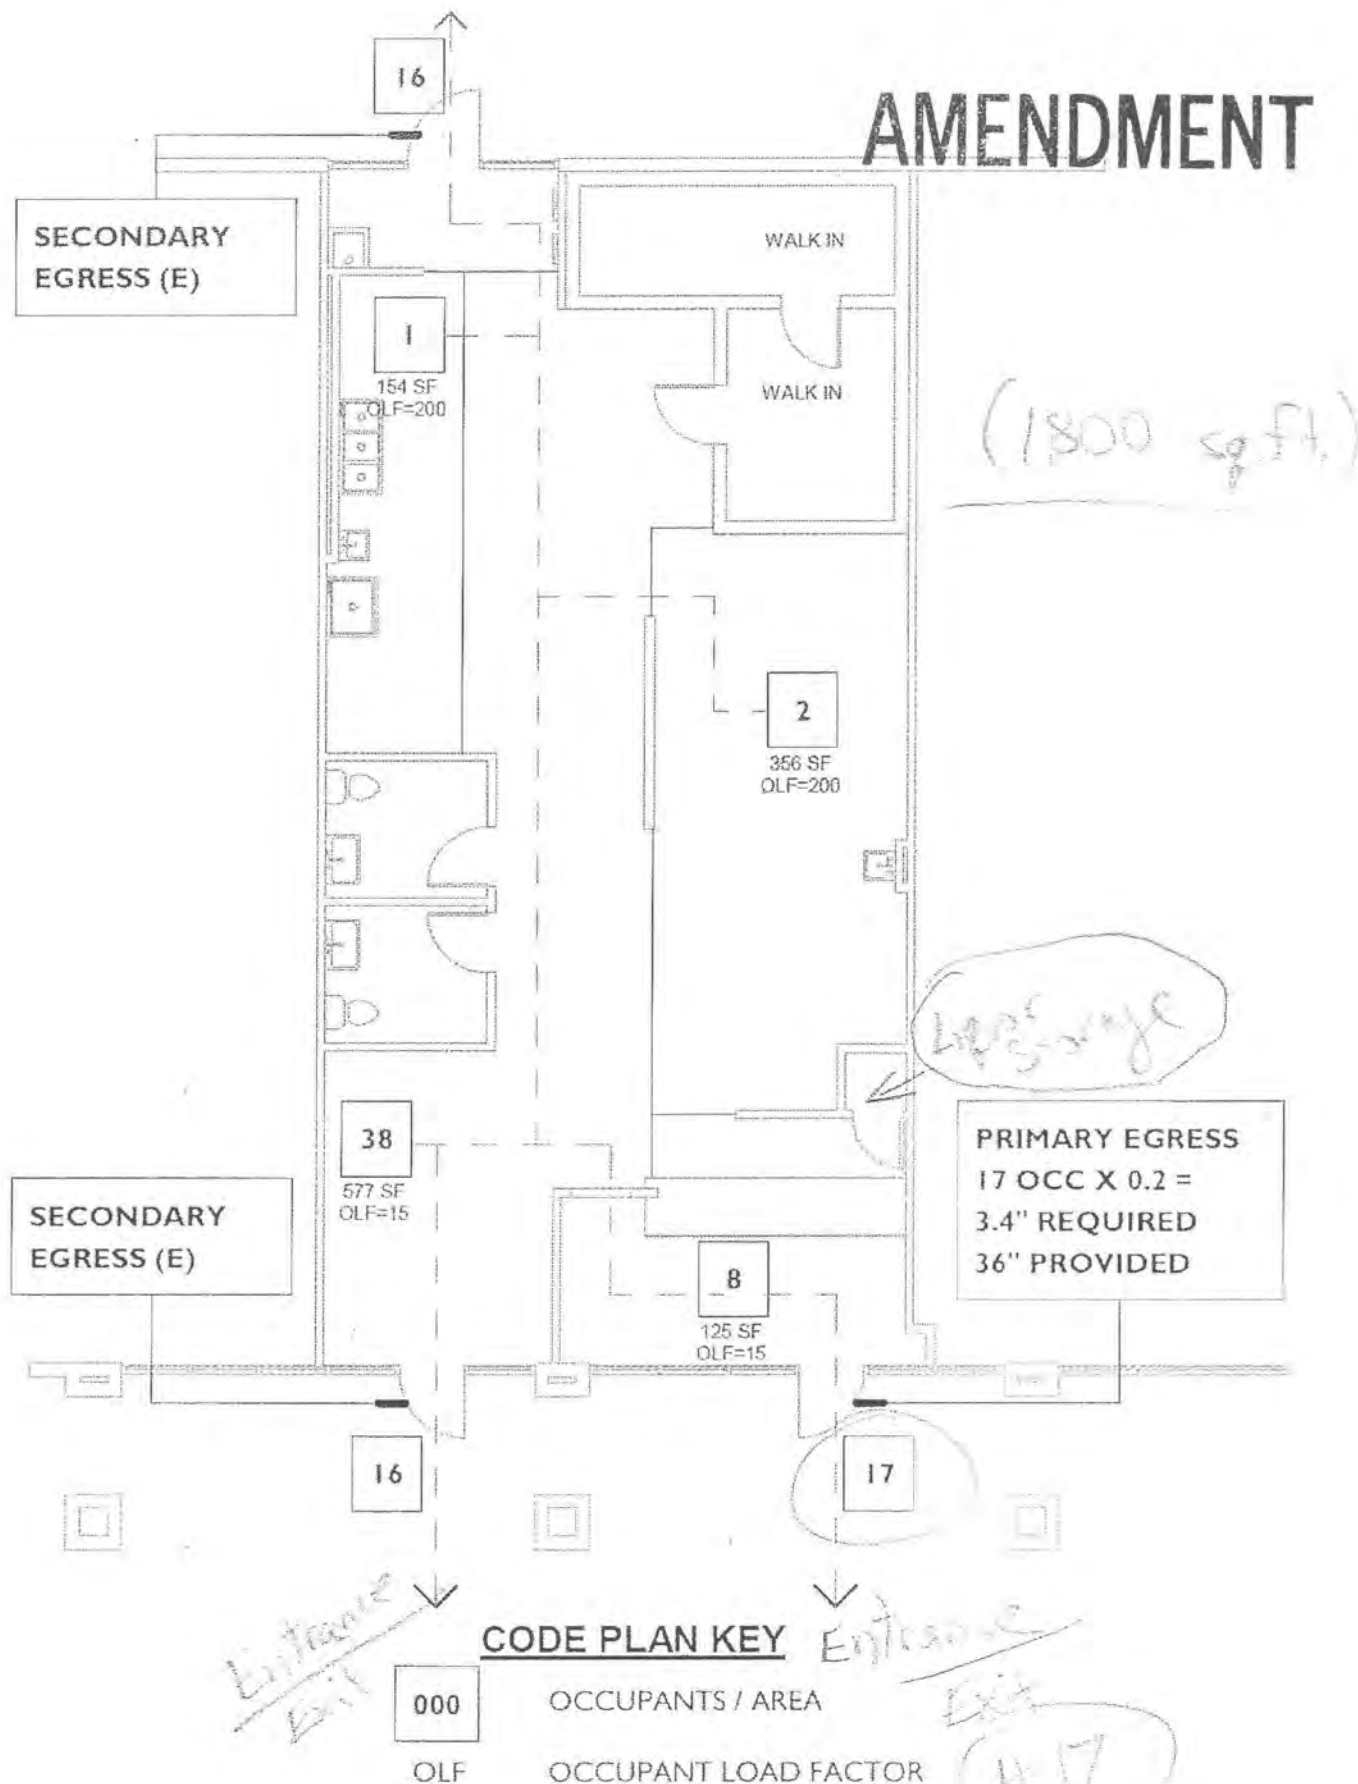 16
AMENDMENT
SECONDARY
EGRESS (E)
WALK IN
1
154 SF
OLF=200
WALK IN
(1800 sq.ft.)
2
356 SF
OLF=200
Liquor
Storage
38
577 SF
OLF=15
PRIMARY EGRESS
17 OCC X 0.2 =
3.4" REQUIRED
36" PROVIDED
SECONDARY
EGRESS (E)
8
125 SF
OLF=15
16
17
Entrance
Exit
CODE PLAN KEY
Entrance
Exit
000 OCCUPANTS / AREA
OLF OCCUPANT LOAD FACTOR
17